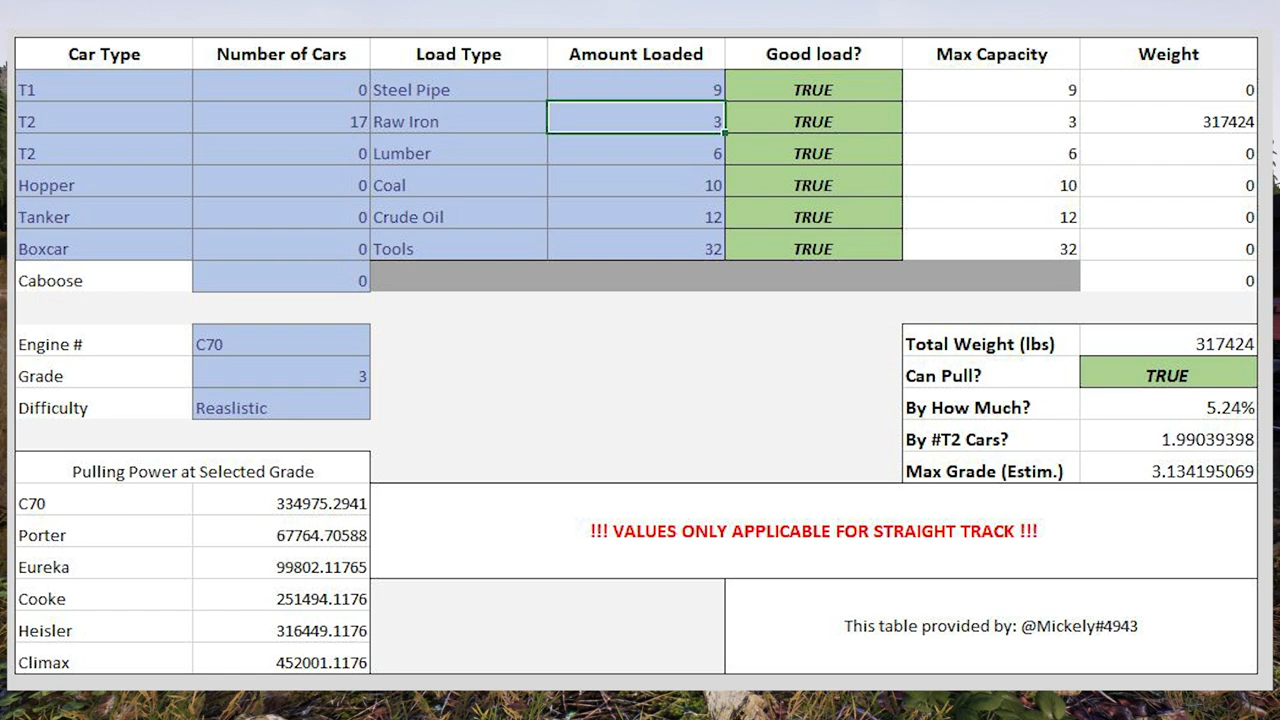 Car Type Number of Cars Load Type Amount Loaded Good load? Max Capacity Weight
T1 0 Steel Pipe 9 TRUE 9 0
T2 17 Raw Iron 3 TRUE 3 317424
T2 0 Lumber 6 TRUE 6 0
Hopper 0 Coal 10 TRUE 10 0
Tanker 0 Crude Oil 12 TRUE 12 0
Boxcar 0 Tools 32 TRUE 32 0
Caboose 0 0
Engine # C70 Total Weight (lbs) 317424
Grade 3 Can Pull? TRUE
Difficulty Reaslistic By How Much? 5.24%
By #T2 Cars? 1.99039398
Pulling Power at Selected Grade Max Grade (Estim.) 3.134195069
C70 334975.2941
!!! VALUES ONLY APPLICABLE FOR STRAIGHT TRACK !!!
Porter 67764.70588
Eureka 99802.11765
Cooke 251494.1176
Heisler 316449.1176
This table provided by: @Mickely#4943
Climax 452001.1176